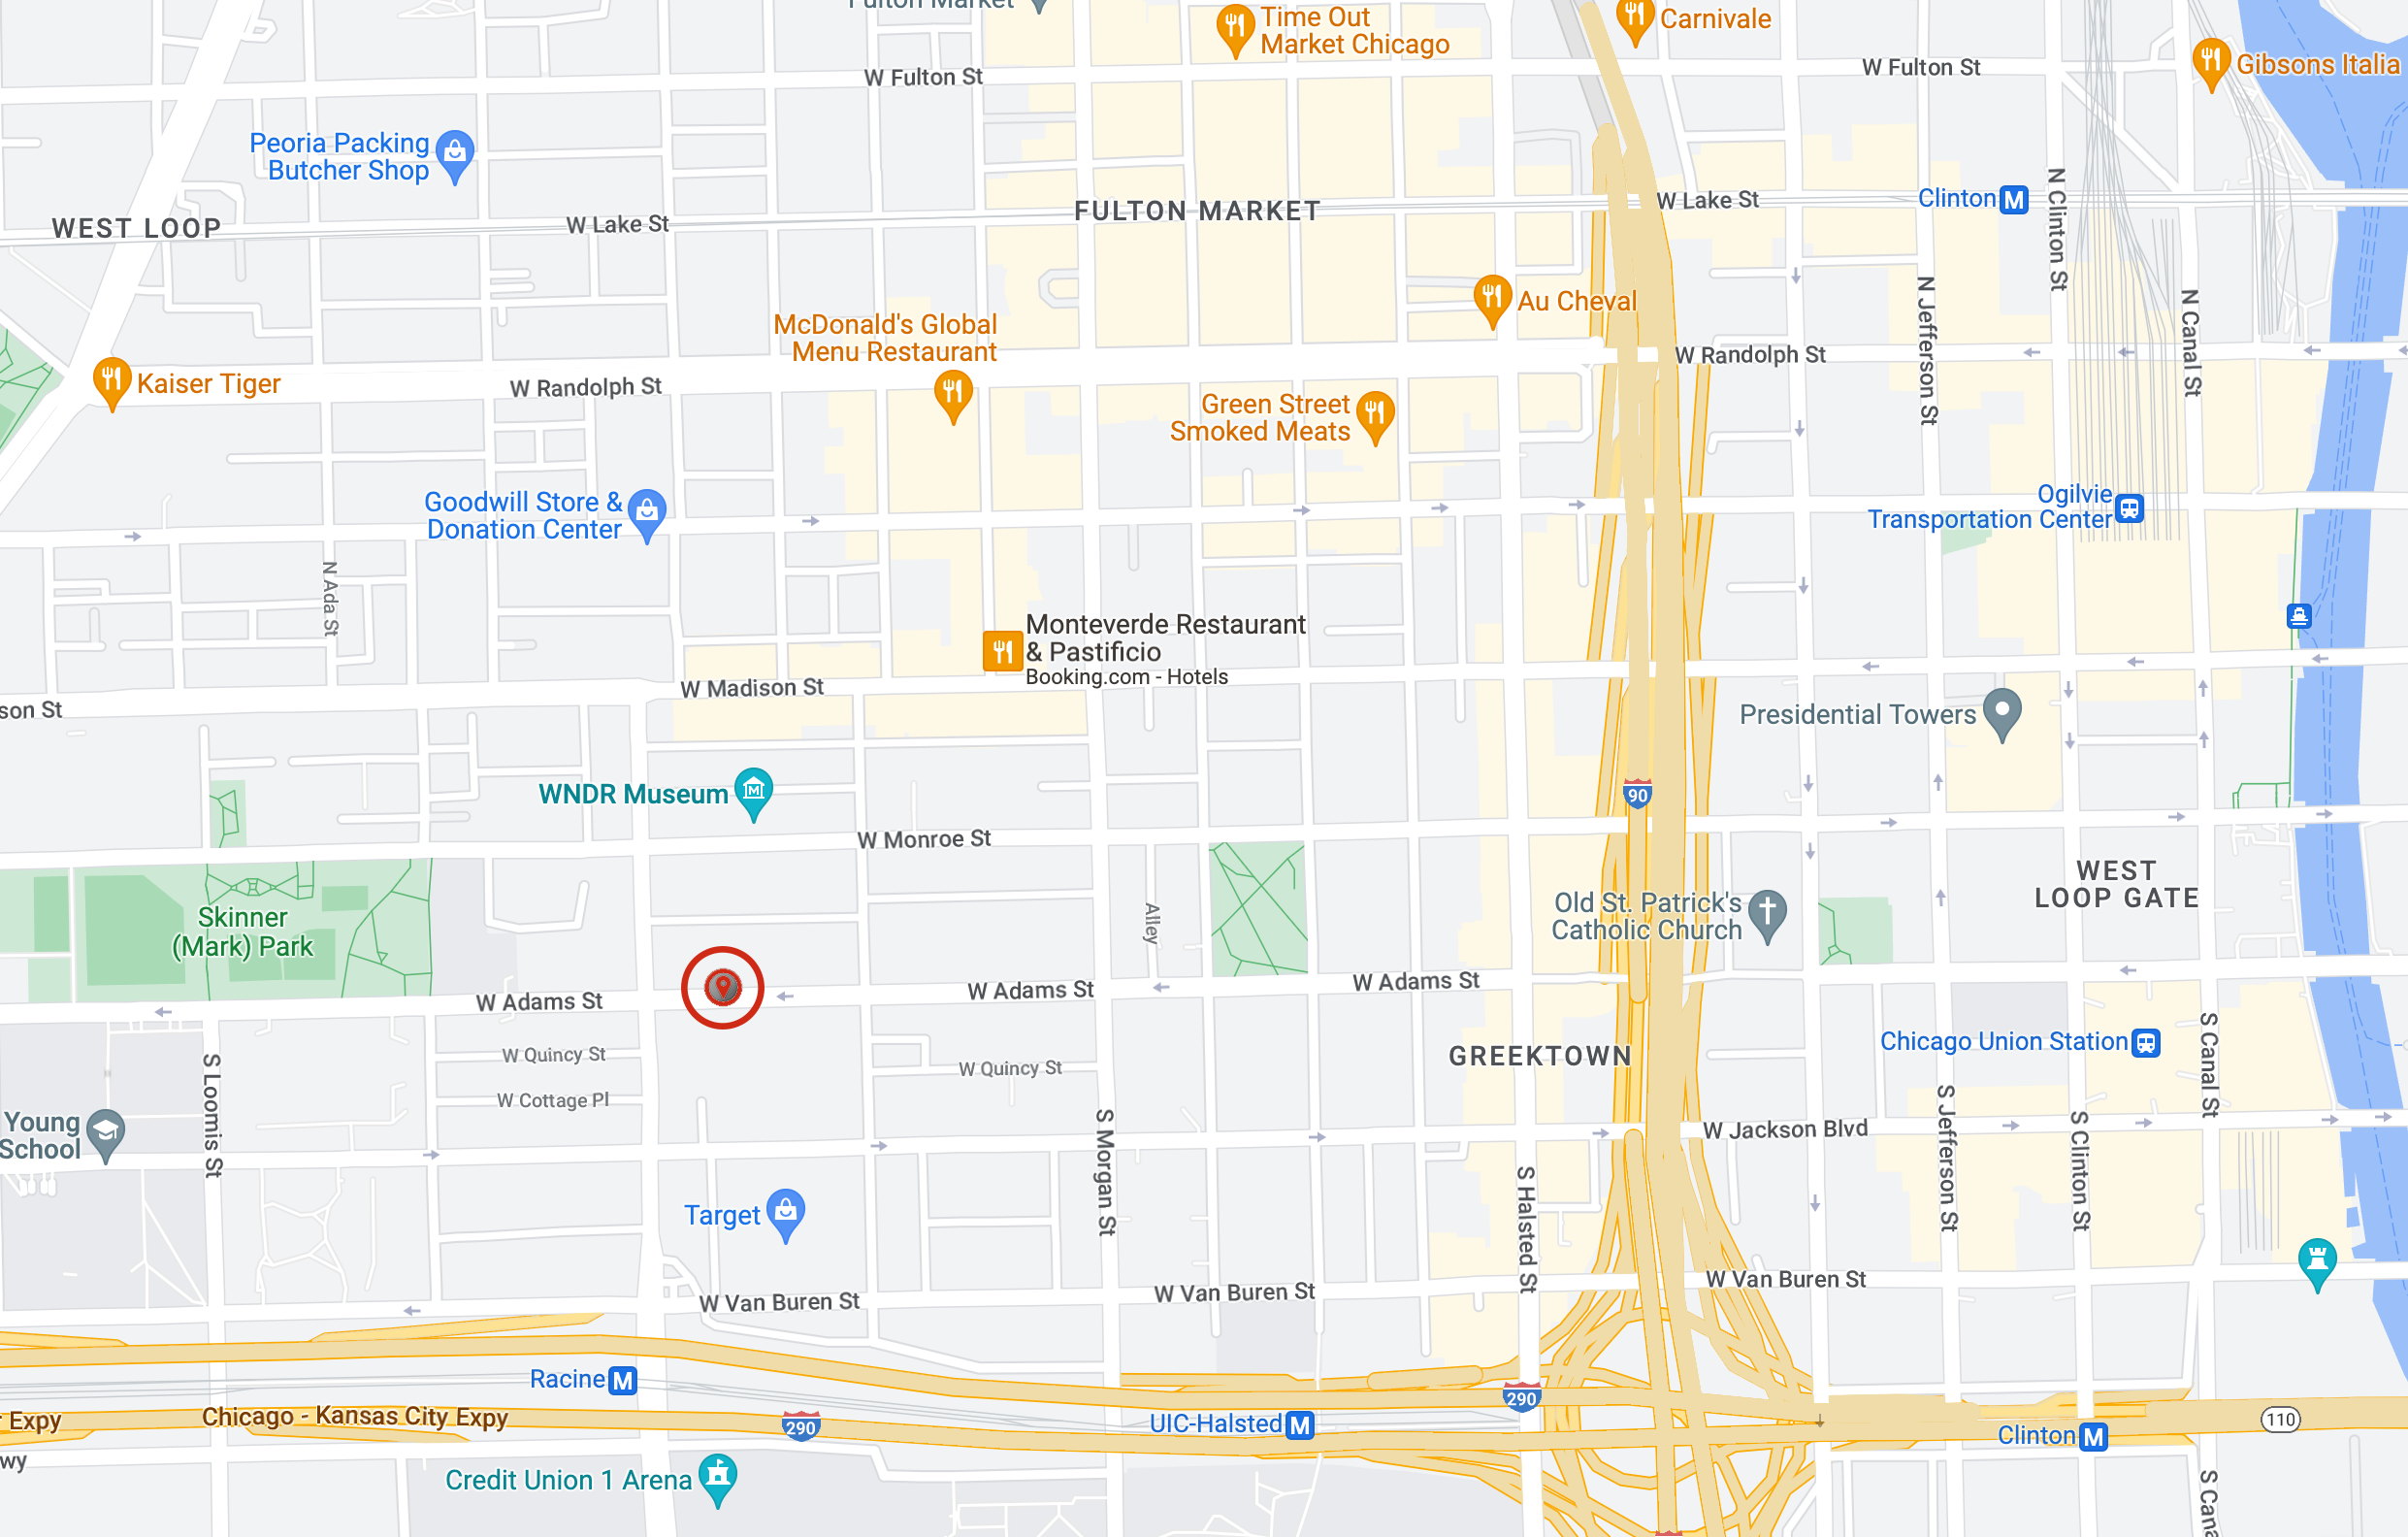 Fulton Market
Time Out
Market Chicago
Carnivale
Gibsons Italia
W Fulton St
W Fulton St
Peoria Packing
Butcher Shop
WEST LOOP
W Lake St
FULTON MARKET
W Lake St
Clinton M
N Clinton St
N Jefferson St
N Canal St
Au Cheval
McDonald's Global
Menu Restaurant
Kaiser Tiger
W Randolph St
W Randolph St
Green Street
Smoked Meats
Goodwill Store &
Donation Center
Ogilvie
Transportation Center
N Ada St
Monteverde Restaurant
& Pastificio
Booking.com - Hotels
W Madison St
son St
Presidential Towers
WNDR Museum
M
90
W Monroe St
WEST
LOOP GATE
Skinner
(Mark) Park
Alley
Old St. Patrick's
Catholic Church
W Adams St
W Adams St
W Adams St
W Quincy St
W Quincy St
W Cottage Pl
GREEKTOWN
Chicago Union Station
S Canal St
S Loomis St
Young
School
S Morgan St
S Halsted St
W Jackson Blvd
S Jefferson St
S Clinton St
Target
W Van Buren St
W Van Buren St
W Van Buren St
Racine M
Expy
Chicago - Kansas City Expy
290
UIC-Halsted M
290
Clinton M
110
wy
Credit Union 1 Arena
S Cana